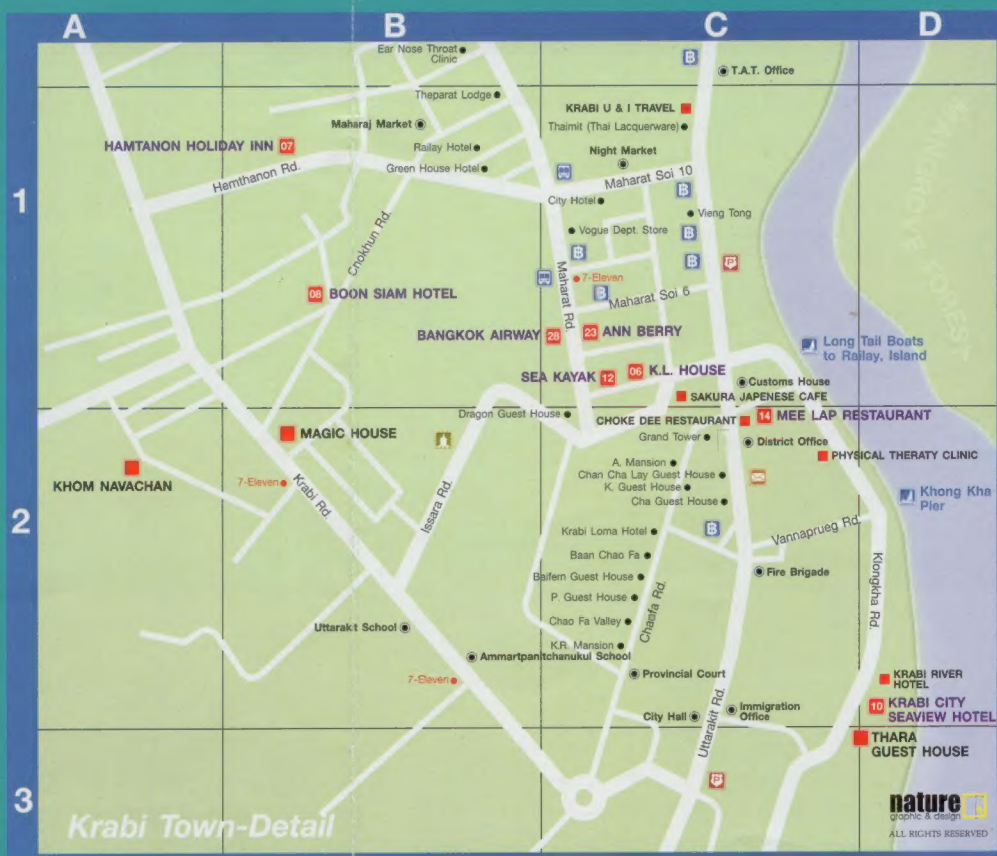 A
B
C
D
1
2
3
Ear Nose Throat
Clinic
T.A.T. Office
Theparat Lodge
KRABI U & I TRAVEL
Maharaj Market
Thaimit (Thai Lacquerware)
HAMTANON HOLIDAY INN
07
Railay Hotel
Night Market
MANGROVE FOREST
Hemthanon Rd.
Green House Hotel
Maharat Soi 10
City Hotel
Vieng Tong
Cnokhun Rd.
Vogue Dept. Store
Maharat Rd.
7-Eleven
08
BOON SIAM HOTEL
Maharat Soi 6
BANGKOK AIRWAY
28
23
ANN BERRY
Long Tail Boats
to Railay, Island
SEA KAYAK
12
06
K.L. HOUSE
Customs House
SAKURA JAPENESE CAFE
Dragon Guest House
CHOKE DEE RESTAURANT
14
MEE LAP RESTAURANT
MAGIC HOUSE
Grand Tower
District Office
KHOM NAVACHAN
A. Mansion
PHYSICAL THERATY CLINIC
7-Eleven
Krabi Rd.
Issara Rd.
Chan Cha Lay Guest House
K. Guest House
Cha Guest House
Khong Kha
Pier
Krabi Loma Hotel
Vannaprueg Rd.
Baan Chao Fa
Baifern Guest House
Fire Brigade
P. Guest House
Chaofa Rd.
Klongkha Rd.
Uttarakit School
Chao Fa Valley
K.R. Mansion
Ammartpanitchanukul School
7-Eleven
Provincial Court
KRABI RIVER
HOTEL
Uttarakit Rd.
City Hall
Immigration
Office
10
KRABI CITY
SEAVIEW HOTEL
THARA
GUEST HOUSE
Krabi Town-Detail
nature
graphic & design
ALL RIGHTS RESERVED